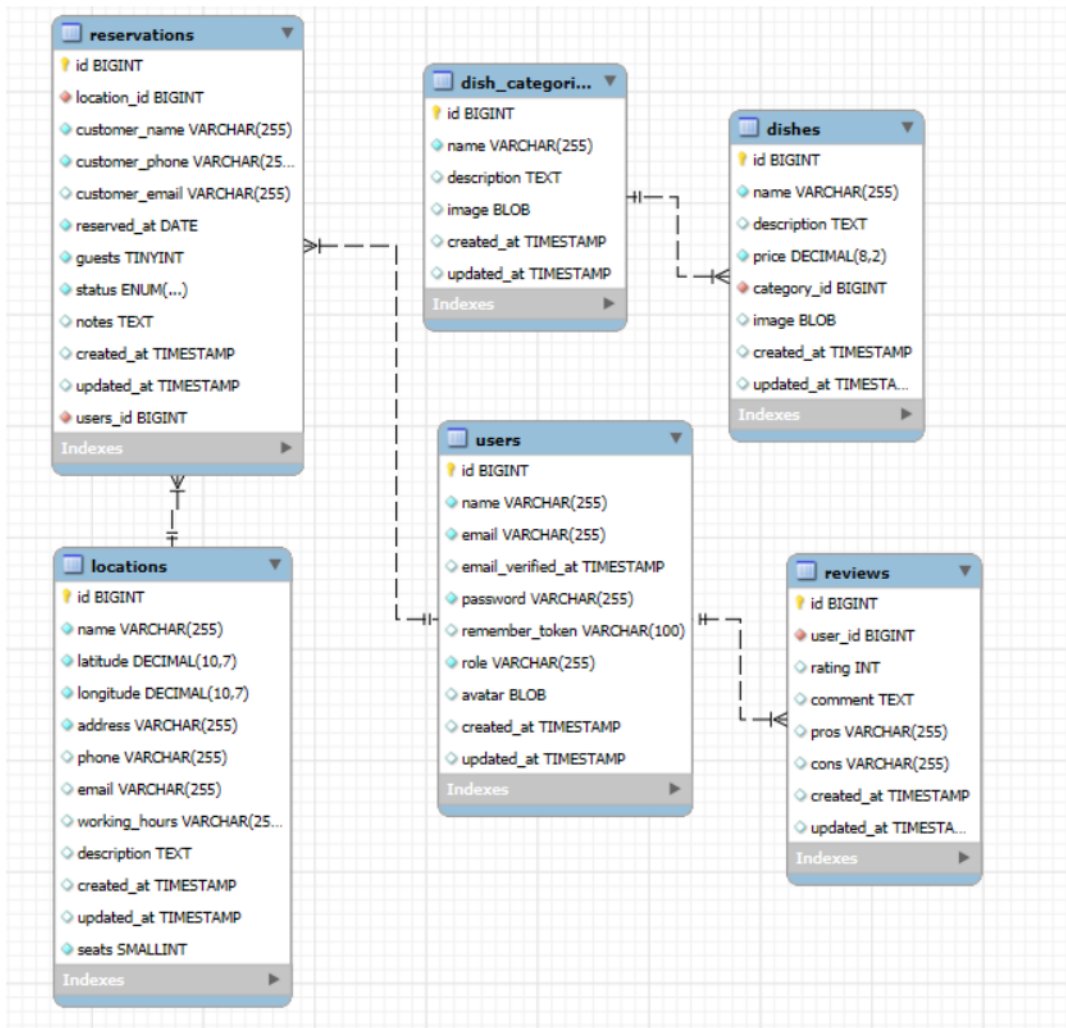 reservations
id BIGINT
location_id BIGINT
customer_name VARCHAR(255)
customer_phone VARCHAR(25...
customer_email VARCHAR(255)
reserved_at DATE
guests TINYINT
status ENUM(...)
notes TEXT
created_at TIMESTAMP
updated_at TIMESTAMP
users_id BIGINT
Indexes
dish_categori...
id BIGINT
name VARCHAR(255)
description TEXT
image BLOB
created_at TIMESTAMP
updated_at TIMESTAMP
Indexes
dishes
id BIGINT
name VARCHAR(255)
description TEXT
price DECIMAL(8,2)
category_id BIGINT
image BLOB
created_at TIMESTAMP
updated_at TIMESTA...
Indexes
locations
id BIGINT
name VARCHAR(255)
latitude DECIMAL(10,7)
longitude DECIMAL(10,7)
address VARCHAR(255)
phone VARCHAR(255)
email VARCHAR(255)
working_hours VARCHAR(25...
description TEXT
created_at TIMESTAMP
updated_at TIMESTAMP
seats SMALLINT
Indexes
users
id BIGINT
name VARCHAR(255)
email VARCHAR(255)
email_verified_at TIMESTAMP
password VARCHAR(255)
remember_token VARCHAR(100)
role VARCHAR(255)
avatar BLOB
created_at TIMESTAMP
updated_at TIMESTAMP
Indexes
reviews
id BIGINT
user_id BIGINT
rating INT
comment TEXT
pros VARCHAR(255)
cons VARCHAR(255)
created_at TIMESTAMP
updated_at TIMESTA...
Indexes